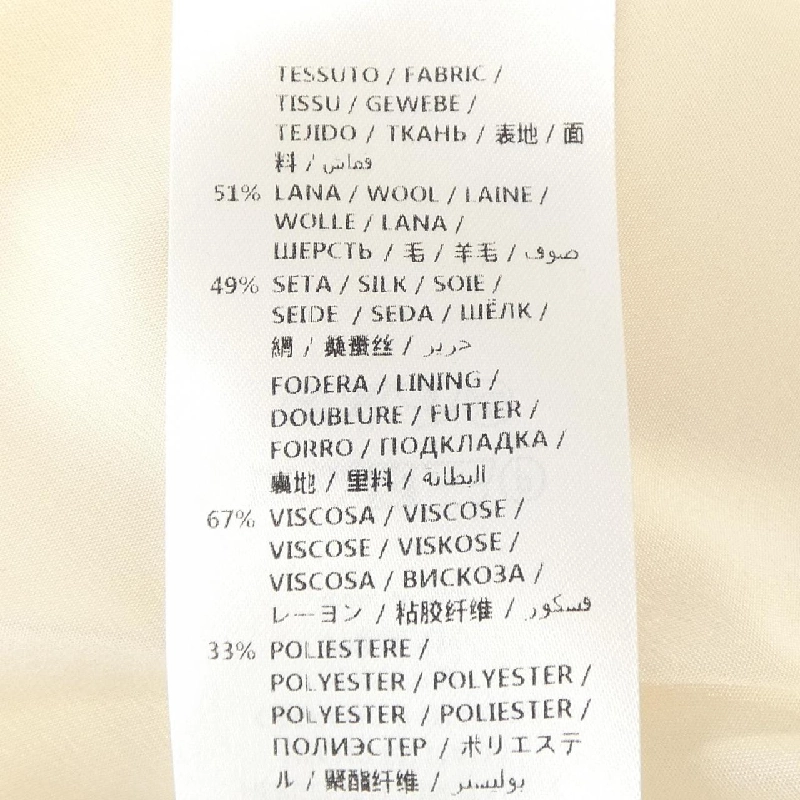 TESSUTO / FABRIC /
TISSU / GEWEBE /
TEJIDO / ТКАНЬ / 表地 / 面
料 / قماش
51% LANA / WOOL / LAINE /
WOLLE / LANA /
ШЕРСТЬ / 毛 / 羊毛 / صوف
49% SETA / SILK / SOIE /
SEIDE / SEDA / ШЁЛК /
絹 / 桑蚕丝 / حرير
FODERA / LINING /
DOUBLURE / FUTTER /
FORRO / ПОДКЛАДКА /
裏地 / 里料 / البطانة
67% VISCOSA / VISCOSE /
VISCOSE / VISKOSE /
VISCOSA / ВИСКОЗА /
レーヨン / 粘胶纤维 / فسكور
33% POLIESTERE /
POLYESTER / POLYESTER /
POLYESTER / POLIESTER /
ПОЛИЭСТЕР / ポリエステ
ル / 聚酯纤维 / بوليستر